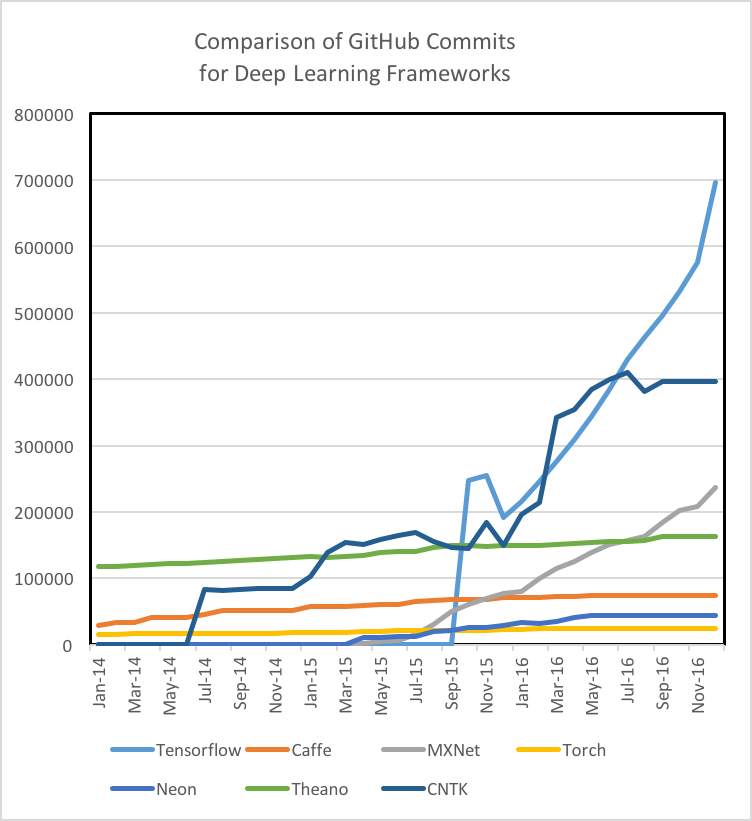 Comparison of GitHub Commits
for Deep Learning Frameworks
800000
700000
600000
500000
400000
300000
200000
100000
0
Jan-14 Mar-14 May-14 Jul-14 Sep-14 Nov-14 Jan-15 Mar-15 May-15 Jul-15 Sep-15 Nov-15 Jan-16 Mar-16 May-16 Jul-16 Sep-16 Nov-16
Tensorflow Caffe MXNet Torch
Neon Theano CNTK